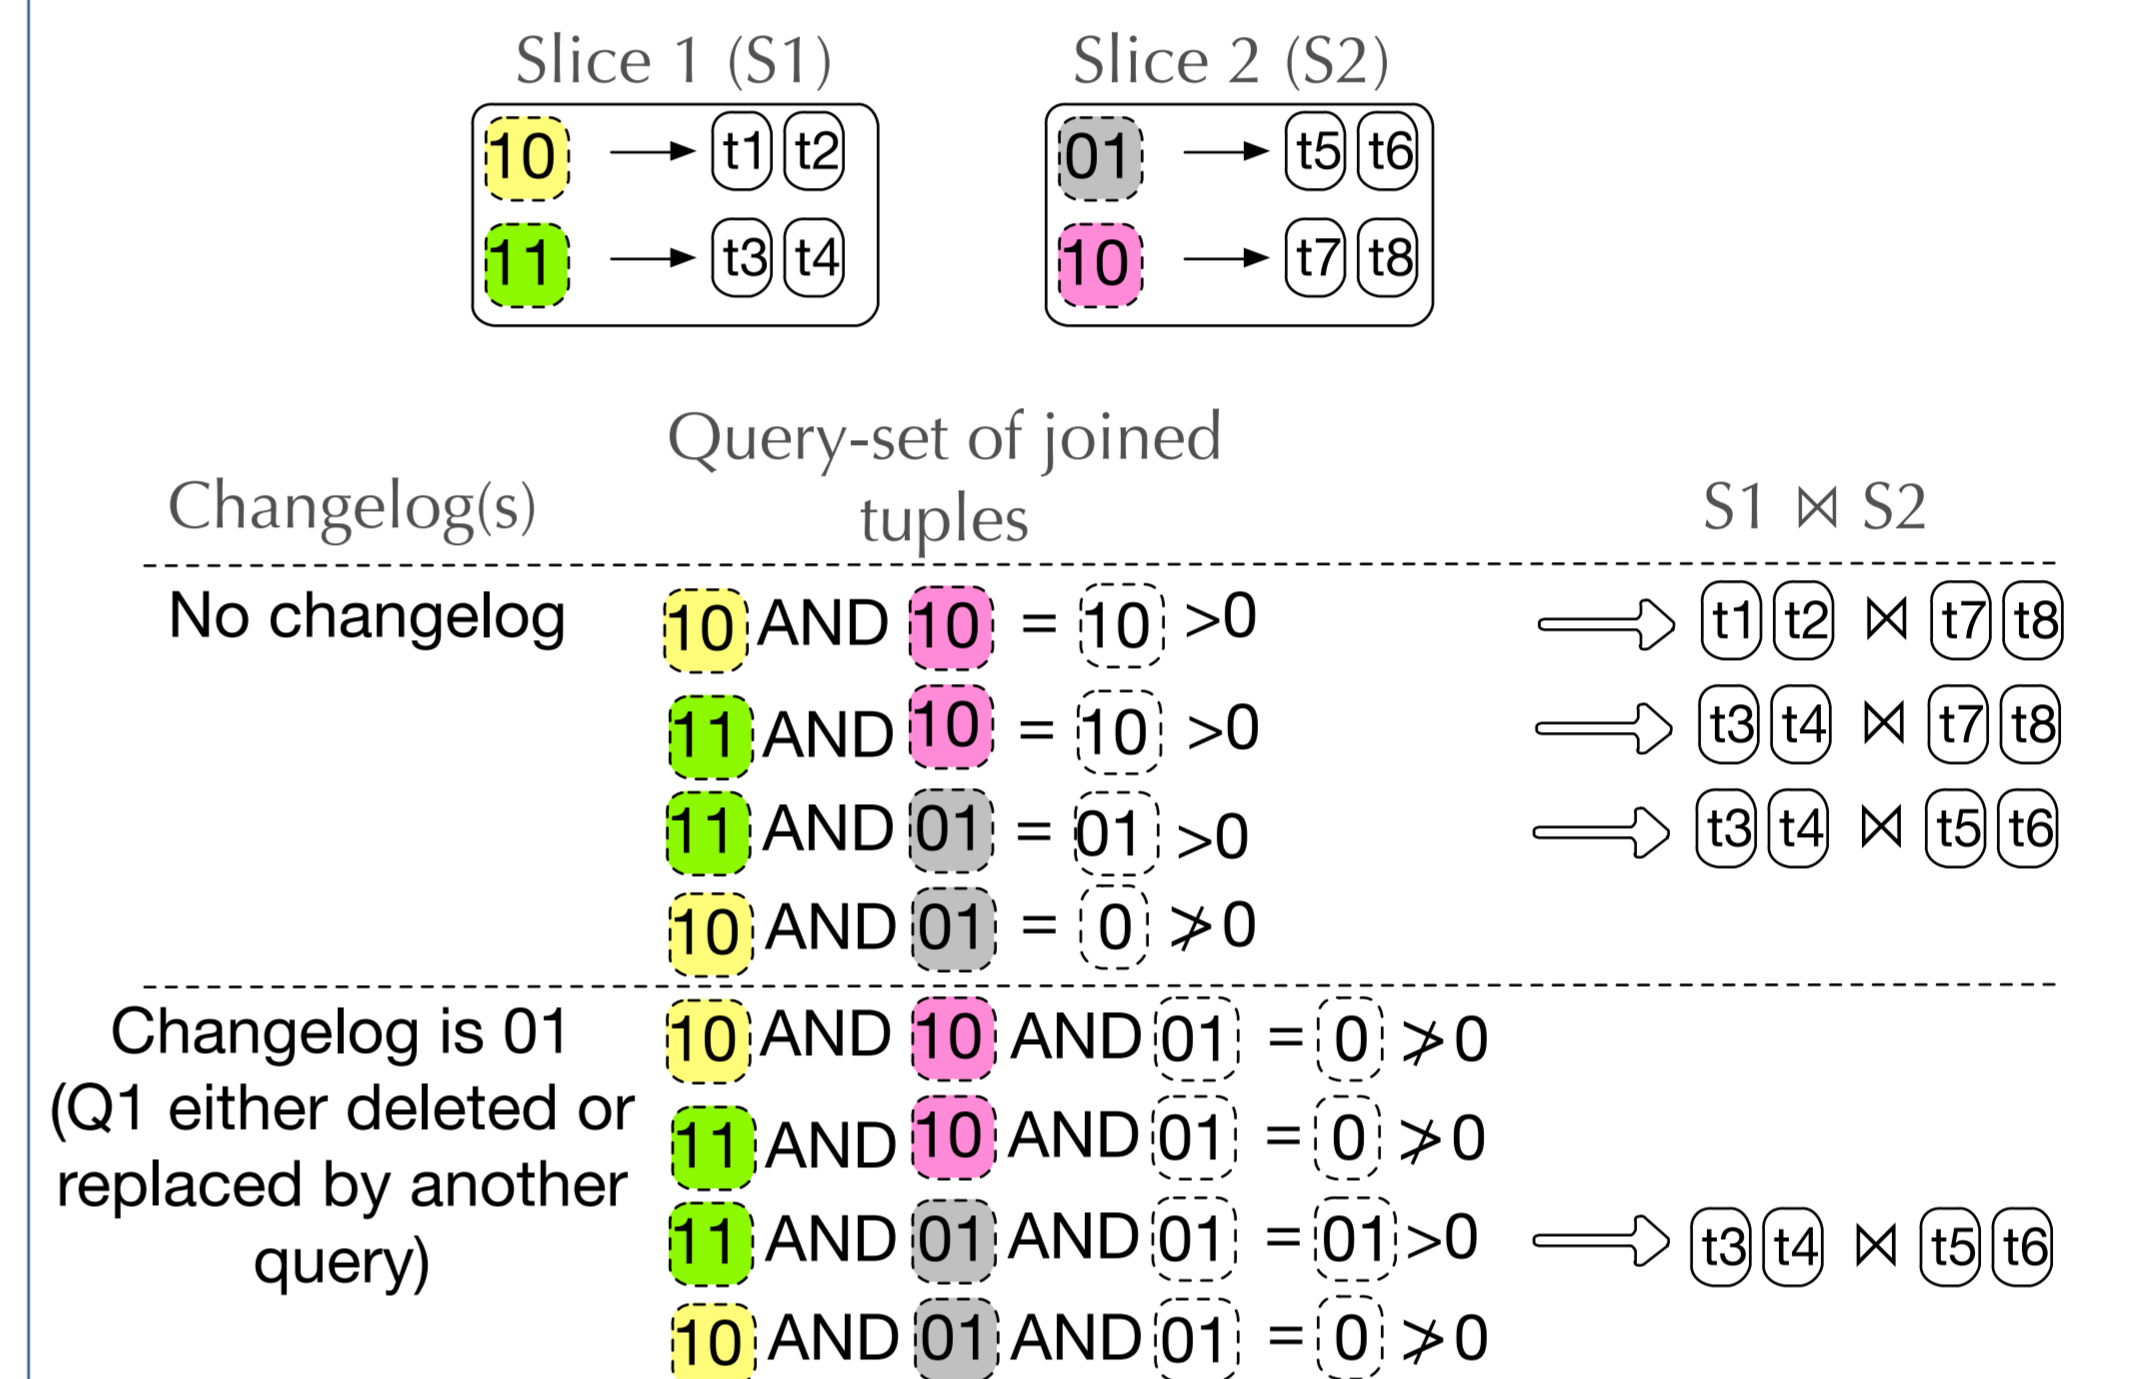 Slice 1 (S1) Slice 2 (S2)
10 t1 t2 01 t5 t6
11 t3 t4 10 t7 t8
Query-set of joined
Changelog(s) tuples S1 ⋈ S2
No changelog 10 AND 10 = 10 >0 t1 t2 ⋈ t7 t8
11 AND 10 = 10 >0 t3 t4 ⋈ t7 t8
11 AND 01 = 01 >0 t3 t4 ⋈ t5 t6
10 AND 01 = 0 ≯0
Changelog is 01 10 AND 10 AND 01 = 0 ≯0
(Q1 either deleted or 11 AND 10 AND 01 = 0 ≯0
replaced by another 11 AND 01 AND 01 = 01 >0 t3 t4 ⋈ t5 t6
query) 10 AND 01 AND 01 = 0 ≯0